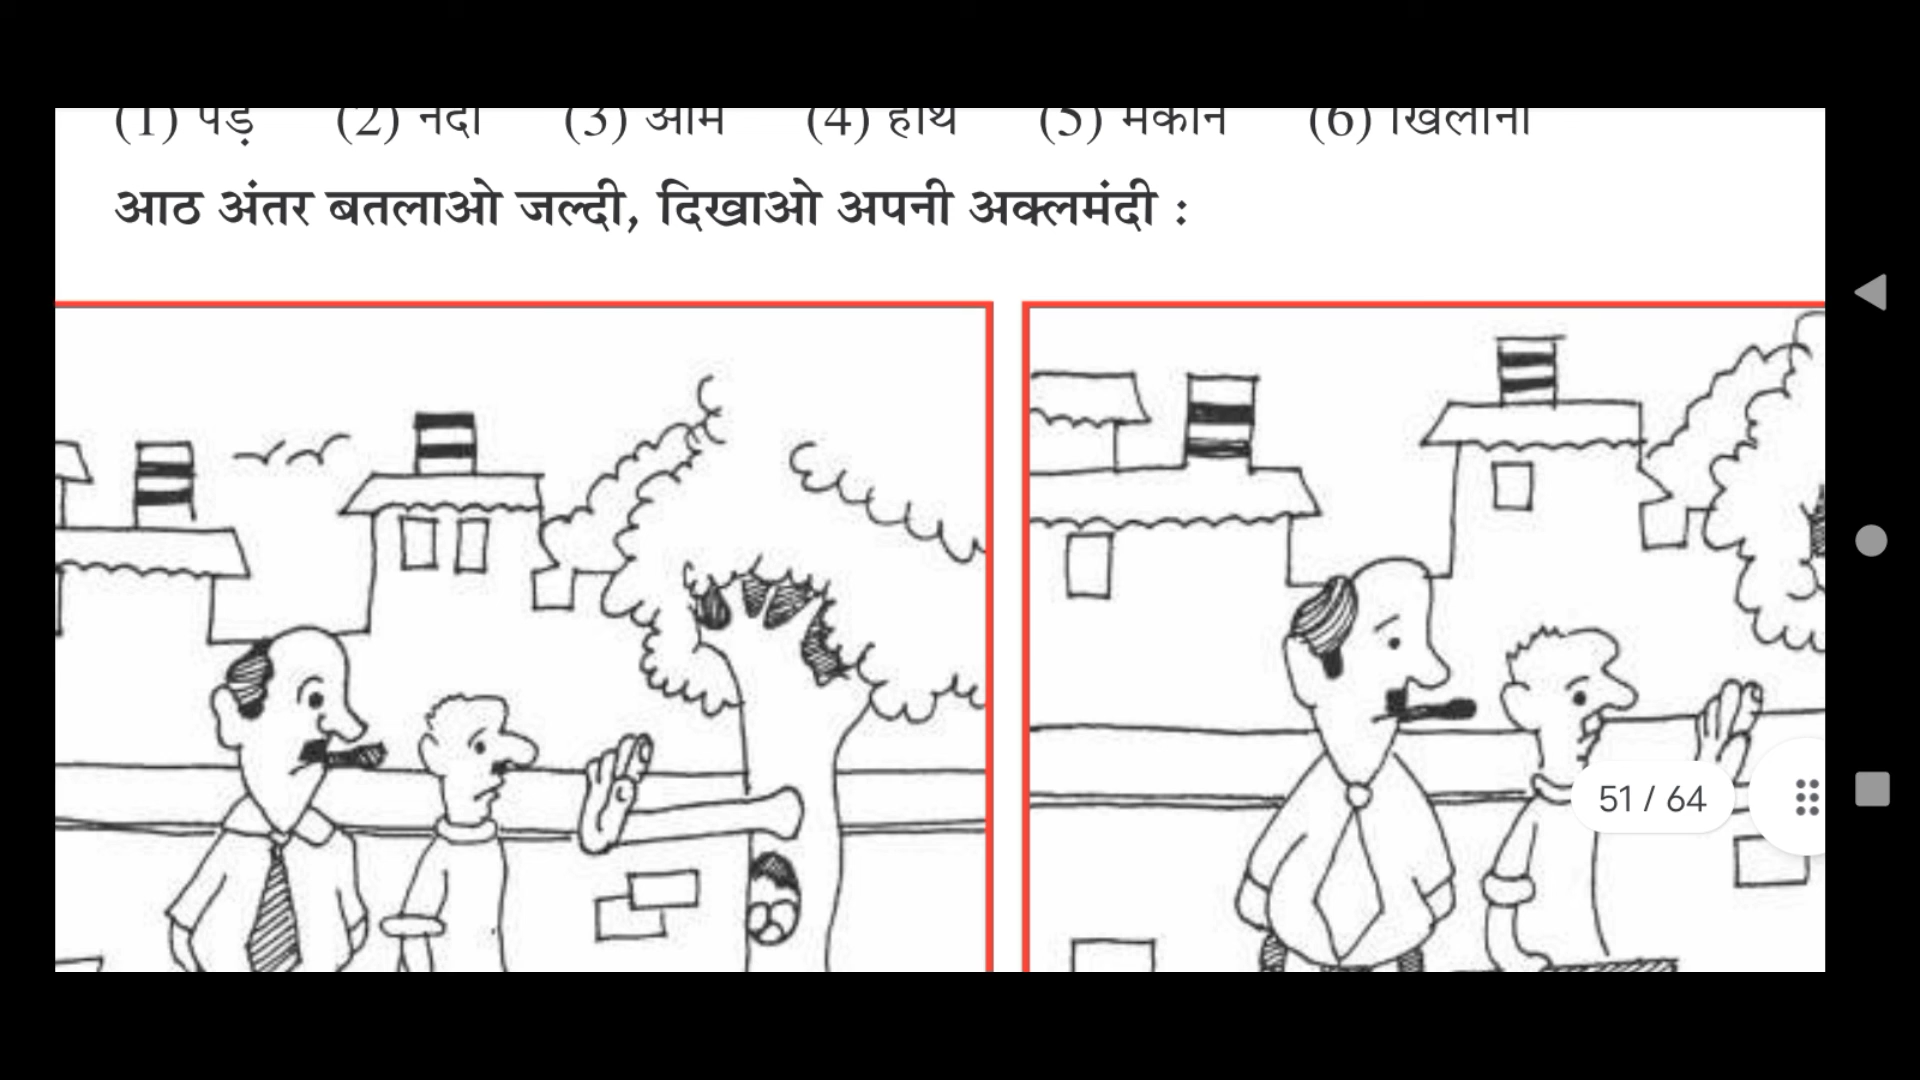 (1) पेड़ (2) नदी (3) आम (4) हाथ (5) मकान (6) खिलौना
आठ अंतर बतलाओ जल्दी, दिखाओ अपनी अक्लमंदी :
51 / 64